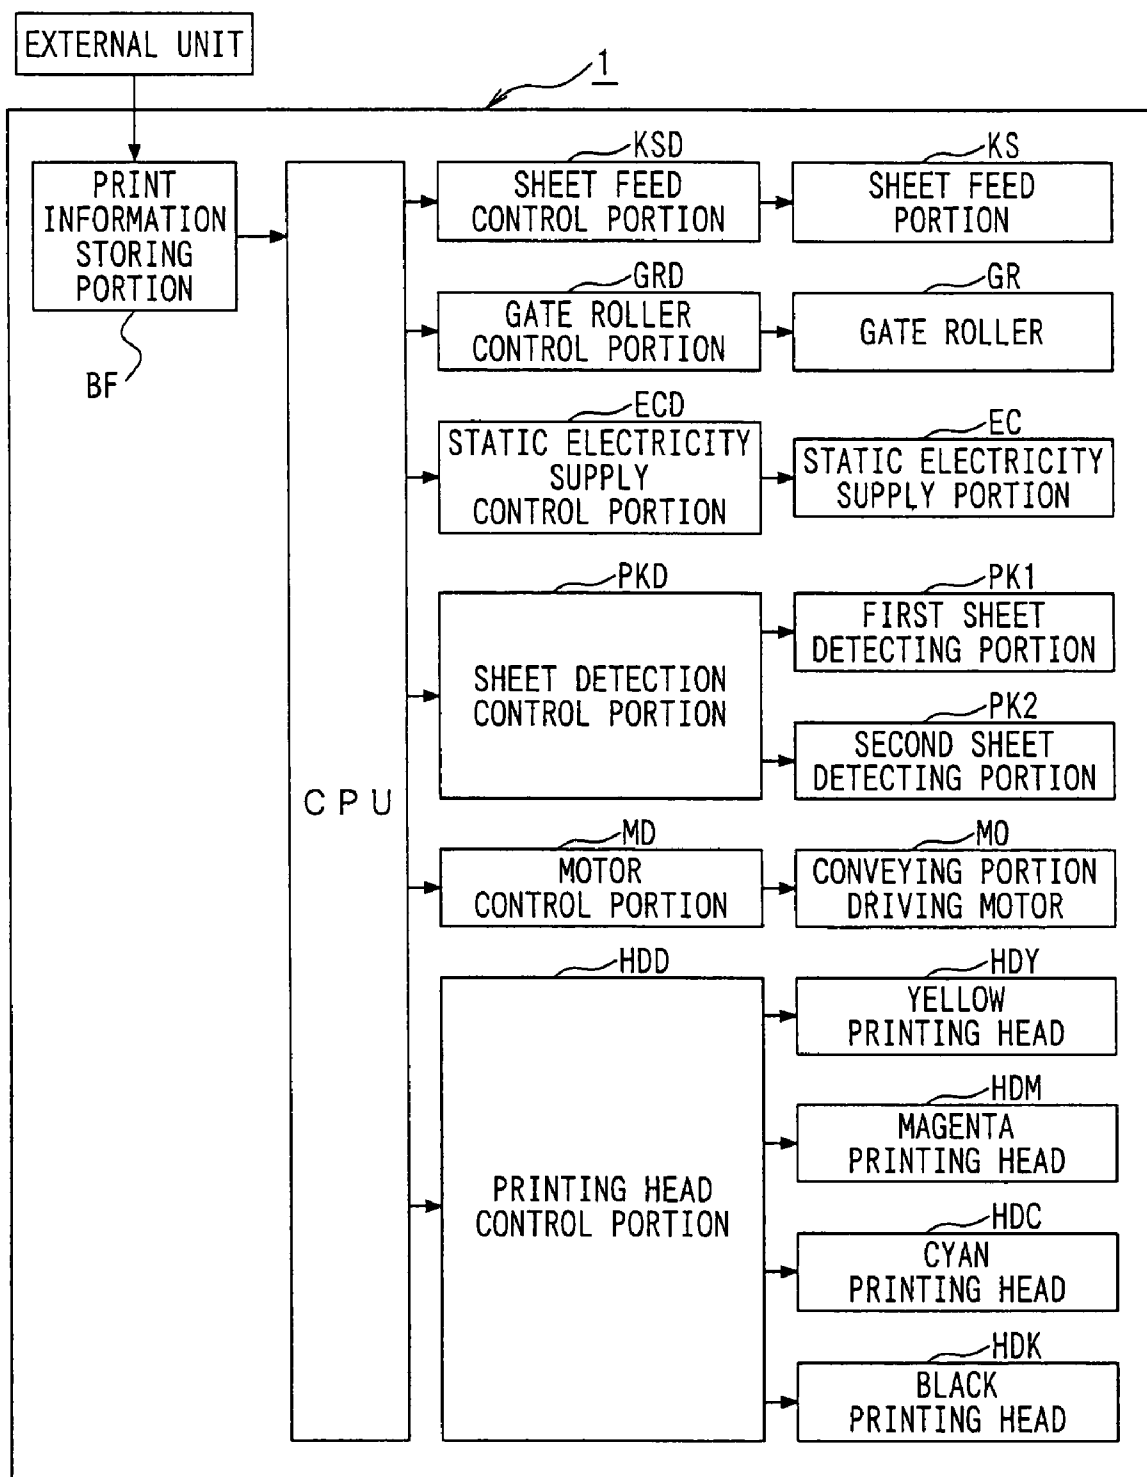 EXTERNAL UNIT
1
PRINT
INFORMATION
STORING
PORTION
BF
CPU
KSD
SHEET FEED
CONTROL PORTION
KS
SHEET FEED
PORTION
GRD
GATE ROLLER
CONTROL PORTION
GR
GATE ROLLER
ECD
STATIC ELECTRICITY
SUPPLY
CONTROL PORTION
EC
STATIC ELECTRICITY
SUPPLY PORTION
PKD
SHEET DETECTION
CONTROL PORTION
PK1
FIRST SHEET
DETECTING PORTION
PK2
SECOND SHEET
DETECTING PORTION
MD
MOTOR
CONTROL PORTION
MO
CONVEYING PORTION
DRIVING MOTOR
HDD
PRINTING HEAD
CONTROL PORTION
HDY
YELLOW
PRINTING HEAD
HDM
MAGENTA
PRINTING HEAD
HDC
CYAN
PRINTING HEAD
HDK
BLACK
PRINTING HEAD